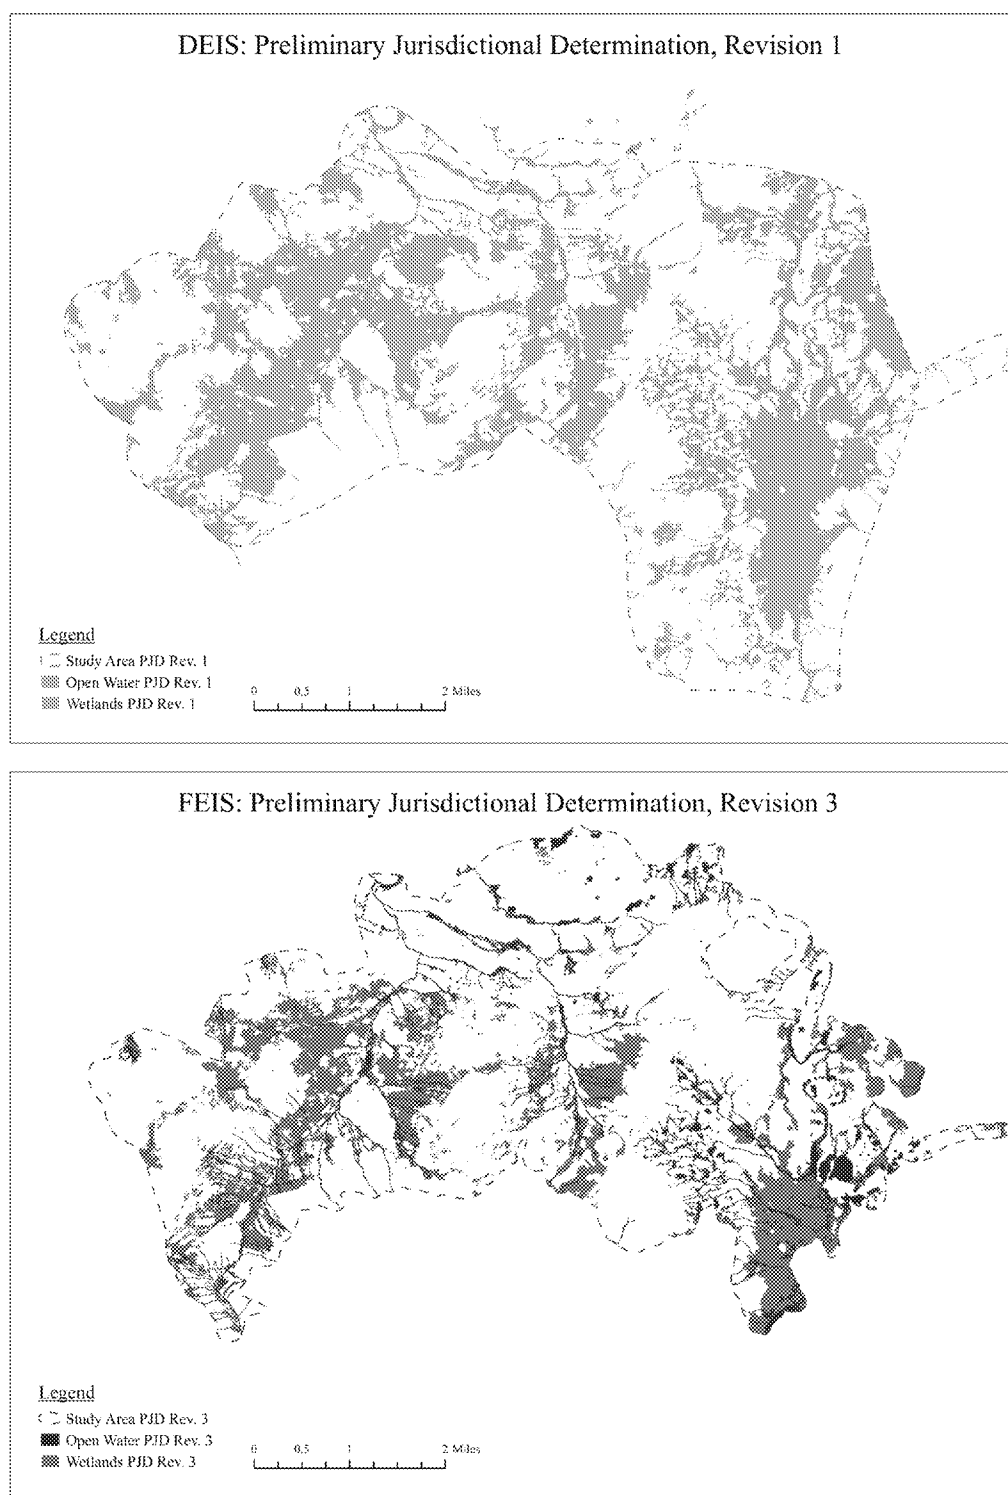 DEIS: Preliminary Jurisdictional Determination, Revision 1
Legend
Study Area PJD Rev. 1
Open Water PJD Rev. 1
Wetlands PJD Rev. 1
0 0.5 1 2 Miles
FEIS: Preliminary Jurisdictional Determination, Revision 3
Legend
Study Area PJD Rev. 3
Open Water PJD Rev. 3
Wetlands PJD Rev. 3
0 0.5 1 2 Miles